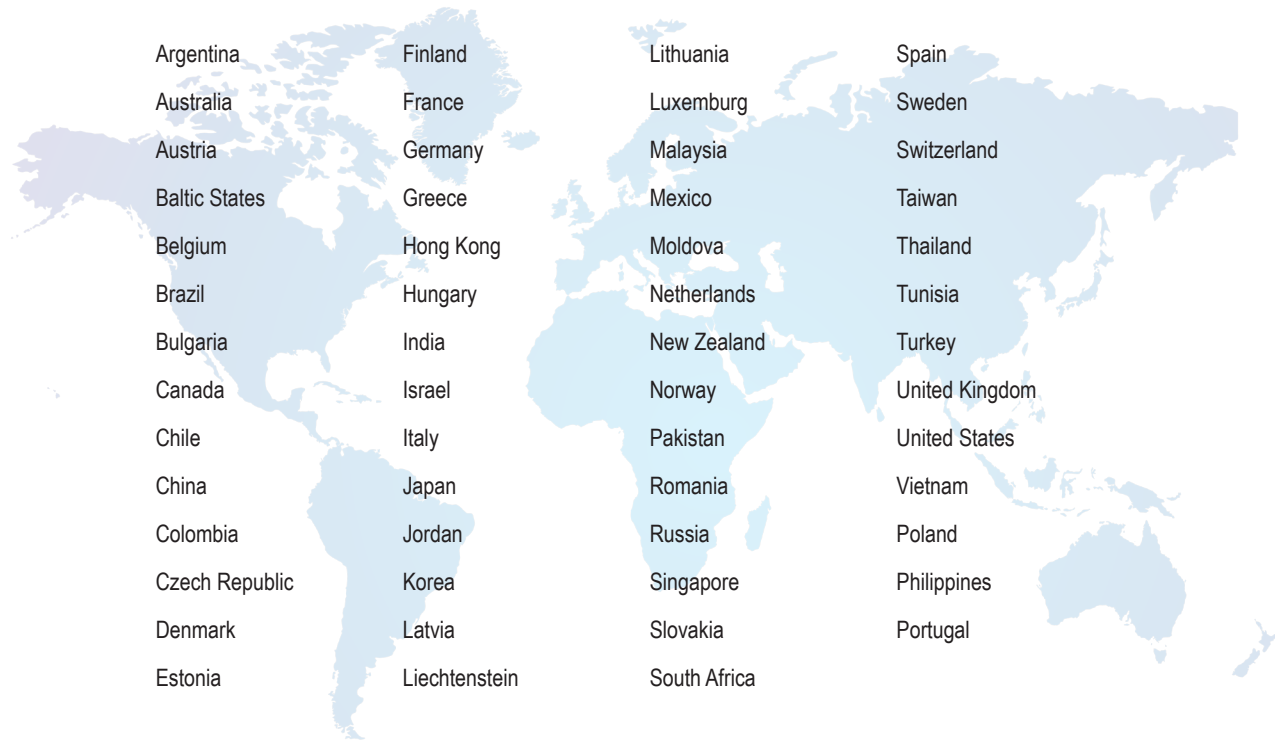 Argentina
Australia
Austria
Baltic States
Belgium
Brazil
Bulgaria
Canada
Chile
China
Colombia
Czech Republic
Denmark
Estonia
Finland
France
Germany
Greece
Hong Kong
Hungary
India
Israel
Italy
Japan
Jordan
Korea
Latvia
Liechtenstein
Lithuania
Luxemburg
Malaysia
Mexico
Moldova
Netherlands
New Zealand
Norway
Pakistan
Romania
Russia
Singapore
Slovakia
South Africa
Spain
Sweden
Switzerland
Taiwan
Thailand
Tunisia
Turkey
United Kingdom
United States
Vietnam
Poland
Philippines
Portugal